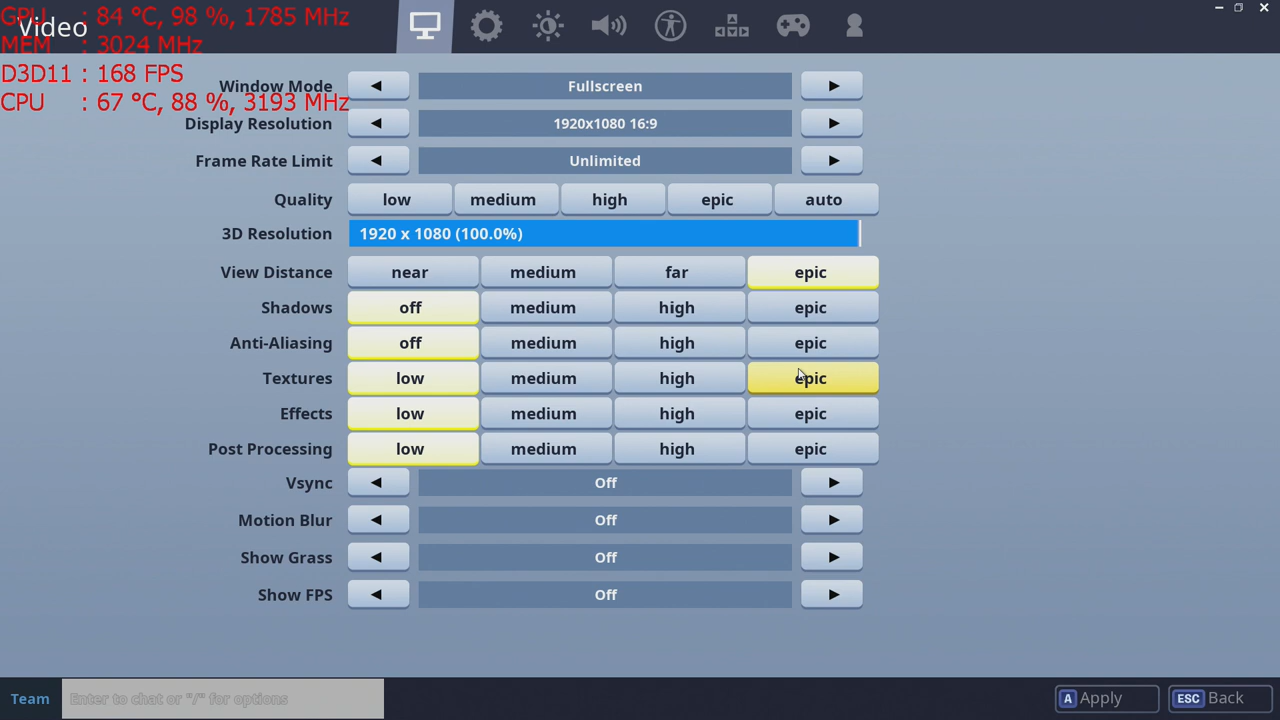 GPU : 84 °C, 98 %, 1785 MHz
Video
MEM : 3024 MHz
D3D11 : 168 FPS
CPU : 67 °C, 88 %, 3193 MHz
Window Mode Fullscreen
Display Resolution 1920x1080 16:9
Frame Rate Limit Unlimited
Quality low medium high epic auto
3D Resolution 1920 x 1080 (100.0%)
View Distance near medium far epic
Shadows off medium high epic
Anti-Aliasing off medium high epic
Textures low medium high epic
Effects low medium high epic
Post Processing low medium high epic
Vsync Off
Motion Blur Off
Show Grass Off
Show FPS Off
Team Enter to chat or "/" for options
A Apply ESC Back